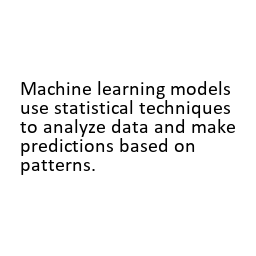 Machine learning models
use statistical techniques
to analyze data and make
predictions based on
patterns.